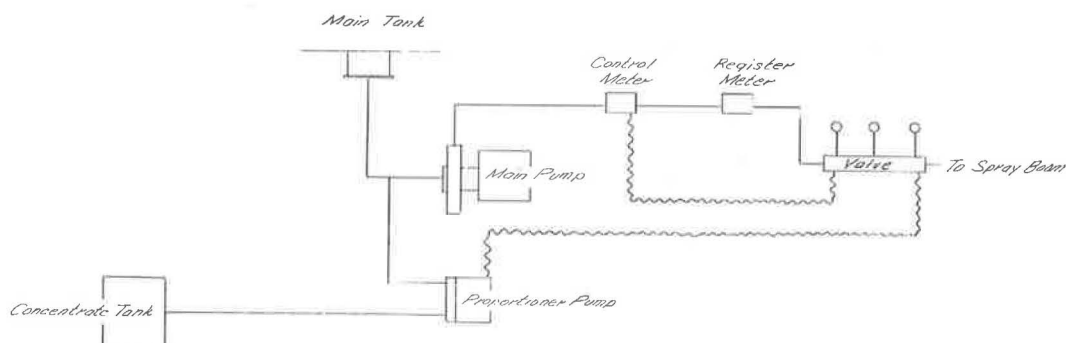 Main Tank
Control
Meter
Register
Meter
Valve
To Spray Boom
Main Pump
Proportioner Pump
Concentrate Tank